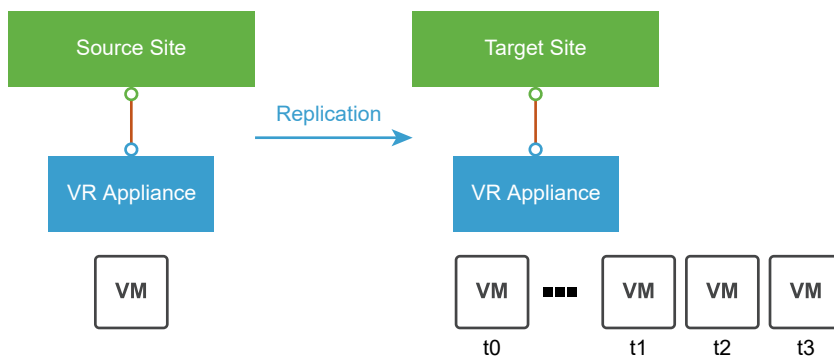 Source Site
Target Site
Replication
VR Appliance
VR Appliance
VM
VM
VM
VM
VM
t0
t1
t2
t3